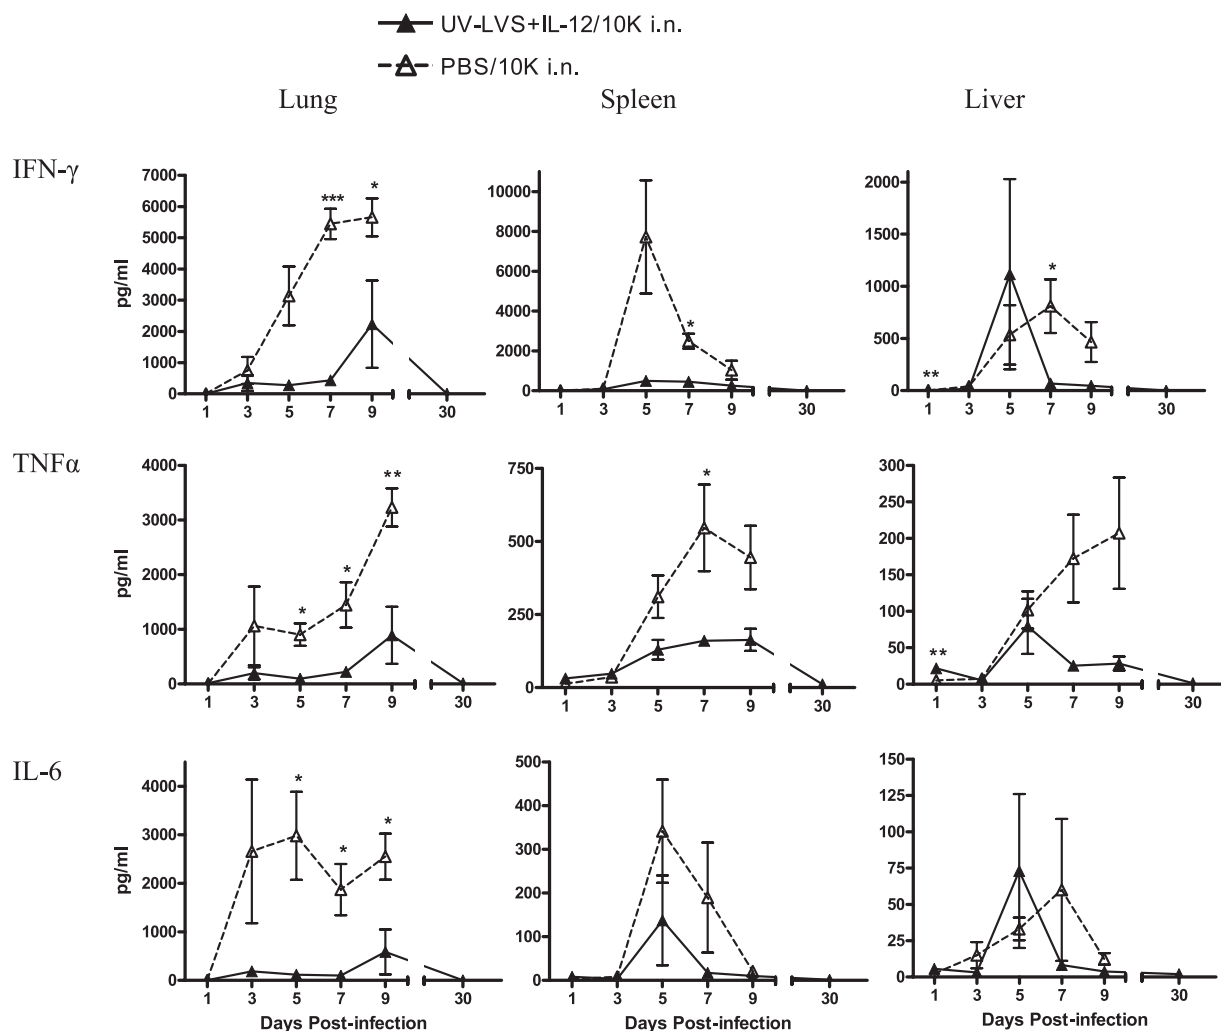 UV-LVS+IL-12/10K i.n.
PBS/10K i.n.
Lung Spleen Liver
IFN-γ
pg/ml
7000
6000
5000
4000
3000
2000
1000
0
*** *
1 3 5 7 9 30
10000
8000
6000
4000
2000
0
*
1 3 5 7 9 30
2000
1500
1000
500
0
** *
1 3 5 7 9 30
TNFα
pg/ml
4000
3000
2000
1000
0
* * **
1 3 5 7 9 30
750
500
250
0
*
1 3 5 7 9 30
300
250
200
150
100
50
0
**
1 3 5 7 9 30
IL-6
pg/ml
4000
3000
2000
1000
0
* * *
1 3 5 7 9 30
Days Post-infection
500
400
300
200
100
0
1 3 5 7 9 30
Days Post-infection
150
125
100
75
50
25
0
1 3 5 7 9 30
Days Post-infection